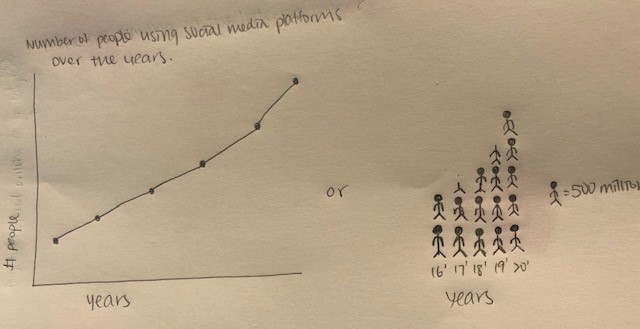 Number of people using social media platforms
over the years.
# people
or
= 500 million
16' 17' 18' 19' 20'
years
years